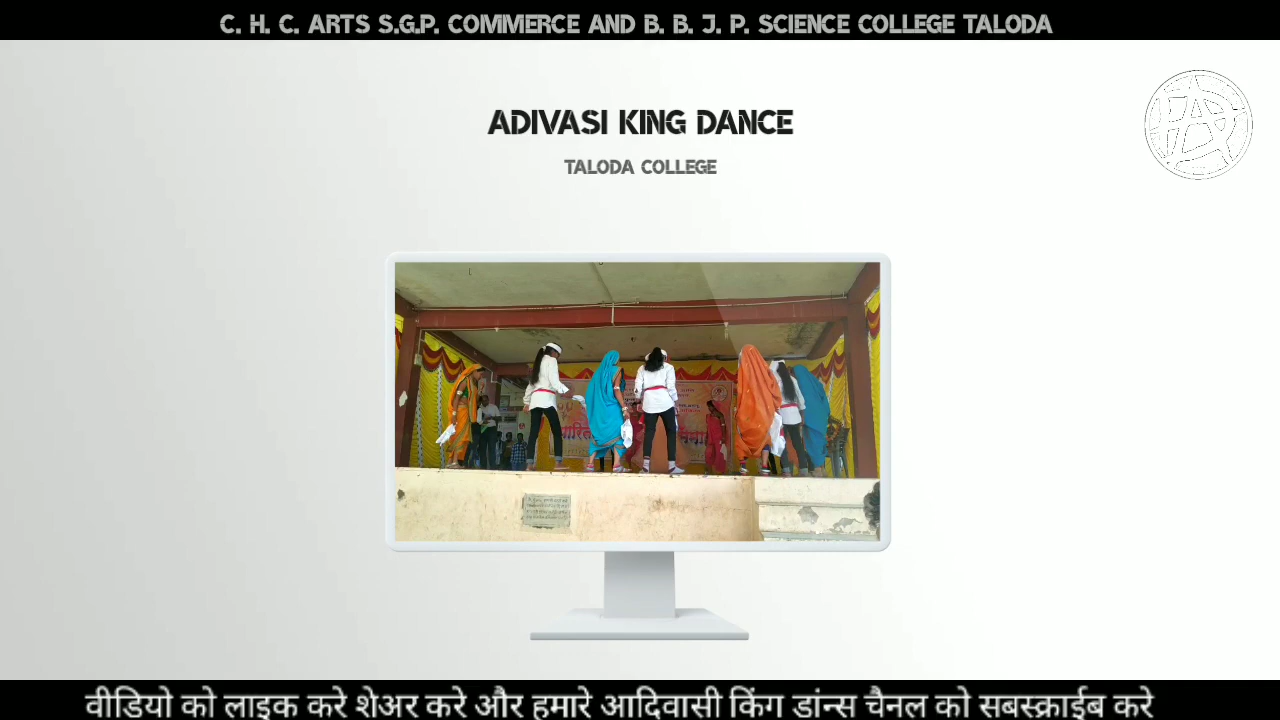 C. H. C. ARTS S.G.P. COMMERCE AND B. B. J. P. SCIENCE COLLEGE TALODA
ADIVASI KING DANCE
TALODA COLLEGE
वीडियो को लाइक करे शेअर करे और हमारे आदिवासी किंग डांन्स चैनल को सबस्क्राईब करे